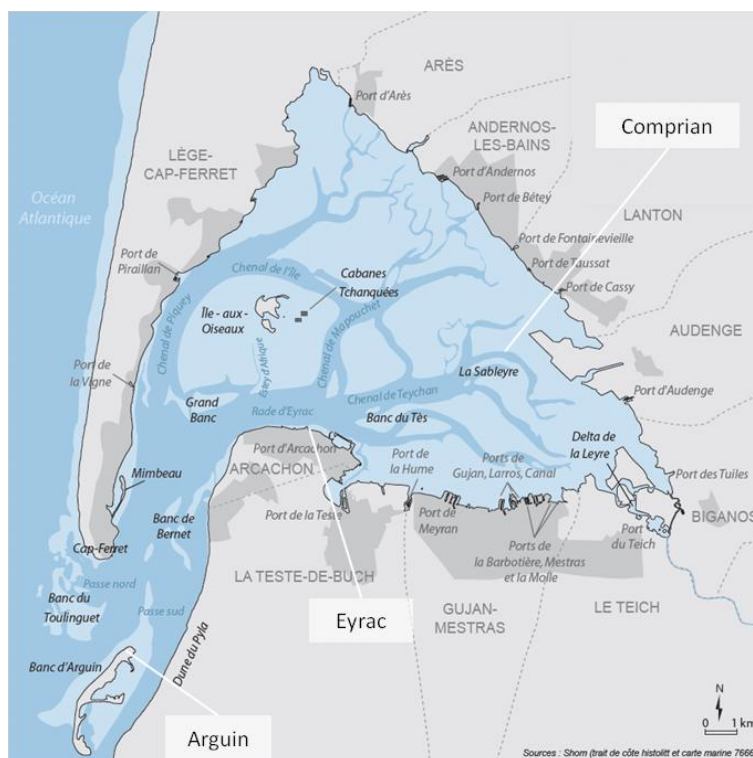 ARÈS
Port d'Arès
Comprian
ANDERNOS-
LES-BAINS
LÈGE-
CAP-FERRET
Port d'Andernos
Océan
Atlantique
Port de Bétey
LANTON
Port de Fontainevieille
Port de
Piraillan
Chenal de l'Île
Port de Taussat
Cabanes
Tchanquées
Port de Cassy
Chenal de Piquey
Île - aux -
Oiseaux
Chenal de Mapouchet
AUDENGE
Estey d'Afrique
Port de
la Vigne
La Sableyre
Port d'Audenge
Chenal de Teychan
Grand
Banc
Rade d'Eyrac
Banc du Tès
Delta de
la Leyre
Port d'Arcachon
Port de
la Hume
Ports de
Gujan, Larros, Canal
ARCACHON
Mimbeau
Port des Tuiles
Banc de
Bernet
Port de la Teste
Port de
Meyran
BIGANOS
Port
du Teich
Cap-Ferret
Ports de
la Barbotière, Mestras
et la Molle
Passe nord
LA TESTE-DE-BUCH
Banc du
Toulinguet
Passe sud
Eyrac
GUJAN-
MESTRAS
LE TEICH
Dune du Pyla
Banc d'Arguin
N
Arguin
0 1 km
Sources : Shom (trait de côte histolitt et carte marine 7666